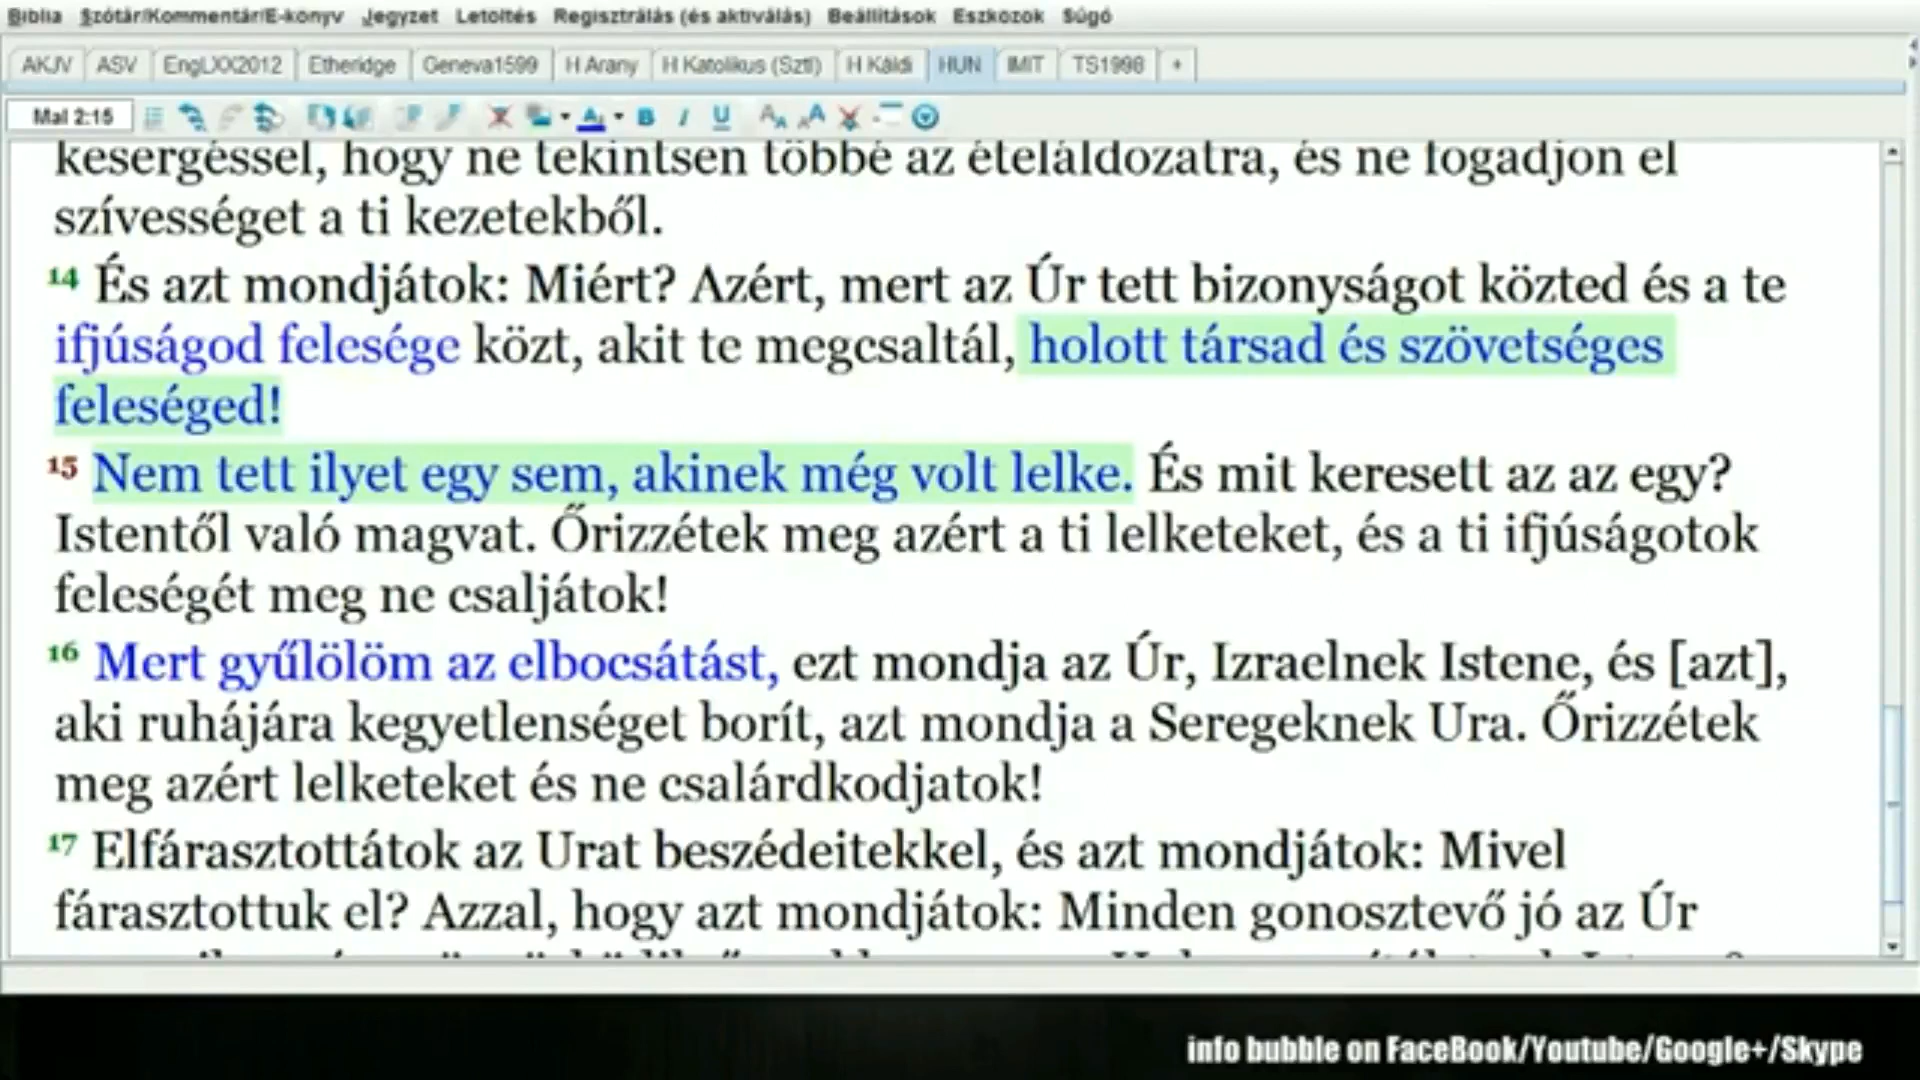 Biblia Szótár/Kommentár/E-könyv Jegyzet Letöltés Regisztrálás (és aktiválás) Beállítások Eszközök Súgó
AKJV ASV EngLXX2012 Etheridge Geneva1599 H Arany H Katolikus (SztI) H Káldi HUN IMIT TS1998 +
Mal 2:15
kesergéssel, hogy ne tekintsen többé az ételáldozatra, és ne fogadjon el
szívességet a ti kezetekből.
14 És azt mondjátok: Miért? Azért, mert az Úr tett bizonyságot közted és a te
ifjúságod felesége közt, akit te megcsaltál, holott társad és szövetséges
feleséged!
15 Nem tett ilyet egy sem, akinek még volt lelke. És mit keresett az az egy?
Istentől való magvat. Őrizzétek meg azért a ti lelketeket, és a ti ifjúságotok
feleségét meg ne csaljátok!
16 Mert gyűlölöm az elbocsátást, ezt mondja az Úr, Izraelnek Istene, és [azt],
aki ruhájára kegyetlenséget borít, azt mondja a Seregeknek Ura. Őrizzétek
meg azért lelketeket és ne csalárdkodjatok!
17 Elfárasztottátok az Urat beszédeitekkel, és azt mondjátok: Mivel
fárasztottuk el? Azzal, hogy azt mondjátok: Minden gonosztevő jó az Úr
info bubble on FaceBook/Youtube/Google+/Skype